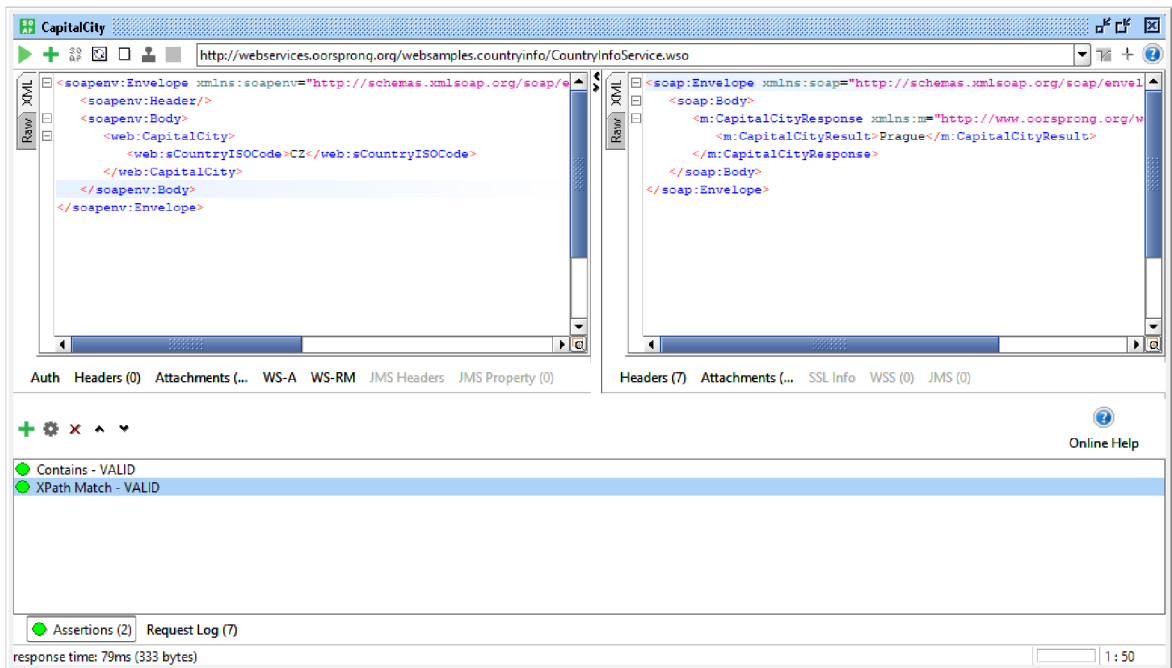 CapitalCity
http://webservices.oorsprong.org/websamples.countryinfo/CountryInfoService.wso
XML
Raw
<soapenv:Envelope xmlns:soapenv="http://schemas.xmlsoap.org/soap/e
<soapenv:Header/>
<soapenv:Body>
<web:CapitalCity>
<web:sCountryISOCode>CZ</web:sCountryISOCode>
</web:CapitalCity>
</soapenv:Body>
</soapenv:Envelope>
XML
Raw
<soap:Envelope xmlns:soap="http://schemas.xmlsoap.org/soap/envel
<soap:Body>
<m:CapitalCityResponse xmlns:m="http://www.oorsprong.org/w
<m:CapitalCityResult>Prague</m:CapitalCityResult>
</m:CapitalCityResponse>
</soap:Body>
</soap:Envelope>
Auth Headers (0) Attachments (... WS-A WS-RM JMS Headers JMS Property (0)
Headers (7) Attachments (... SSL Info WSS (0) JMS (0)
Online Help
Contains - VALID
XPath Match - VALID
Assertions (2) Request Log (7)
response time: 79ms (333 bytes)
1 : 50